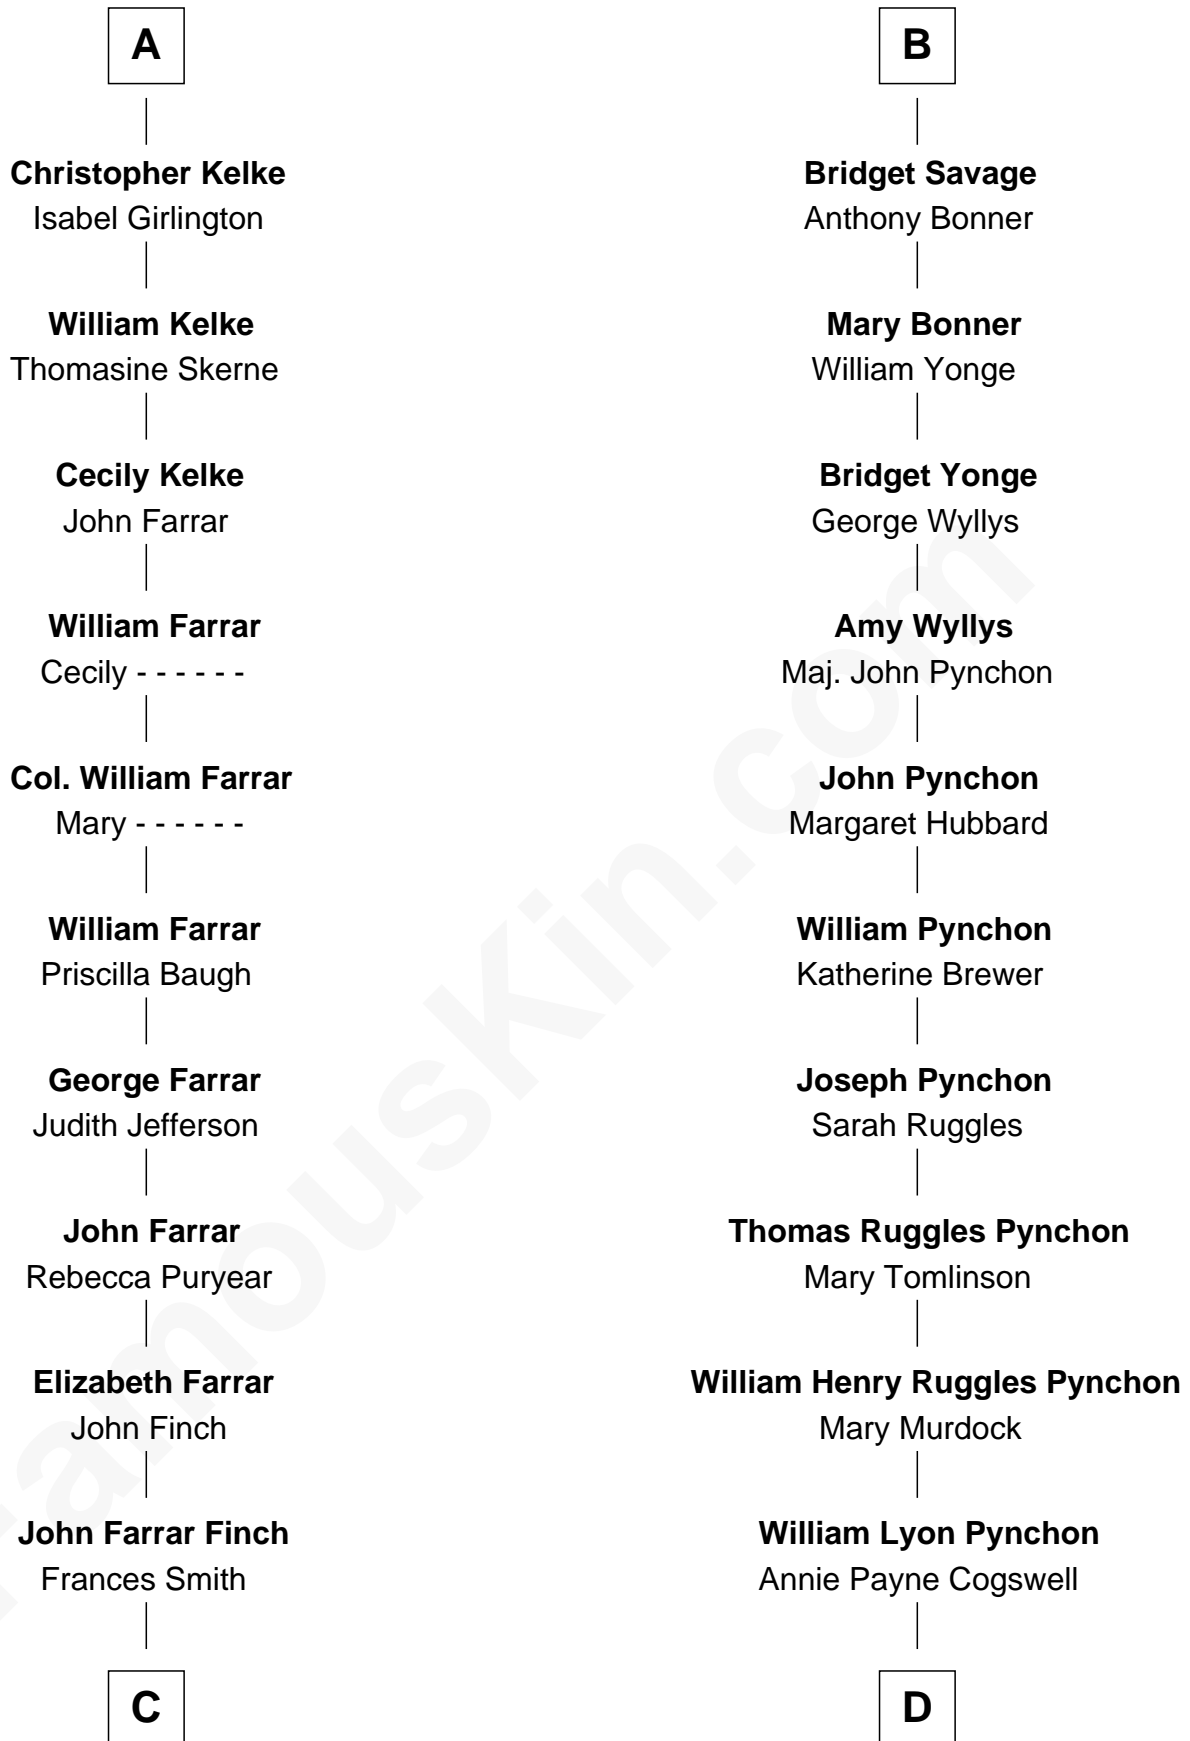 A
Christopher Kelke
Isabel Girlington
William Kelke
Thomasine Skerne
Cecily Kelke
John Farrar
William Farrar
Cecily - - - - - -
Col. William Farrar
Mary - - - - - -
William Farrar
Priscilla Baugh
George Farrar
Judith Jefferson
John Farrar
Rebecca Puryear
Elizabeth Farrar
John Finch
John Farrar Finch
Frances Smith
C
B
Bridget Savage
Anthony Bonner
Mary Bonner
William Yonge
Bridget Yonge
George Wyllys
Amy Wyllys
Maj. John Pynchon
John Pynchon
Margaret Hubbard
William Pynchon
Katherine Brewer
Joseph Pynchon
Sarah Ruggles
Thomas Ruggles Pynchon
Mary Tomlinson
William Henry Ruggles Pynchon
Mary Murdock
William Lyon Pynchon
Annie Payne Cogswell
D
FamousKin.com